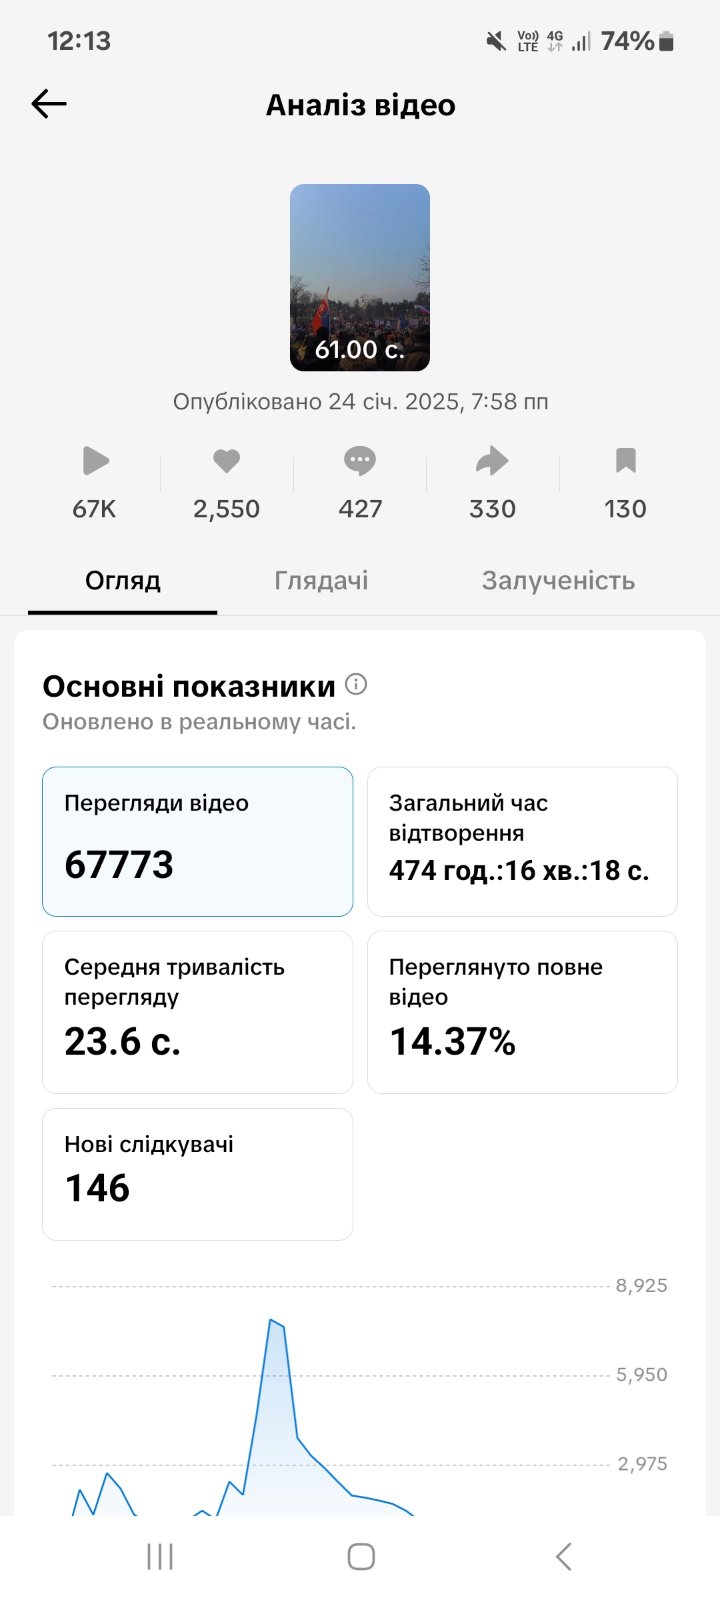 12:13
Vo)) LTE 4G 74%
Аналіз відео
61.00 с.
Опубліковано 24 січ. 2025, 7:58 пп
67K 2,550 427 330 130
Огляд Глядачі Залученість
Основні показники
Оновлено в реальному часі.
Перегляди відео
67773
Загальний час
відтворення
474 год.:16 хв.:18 с.
Середня тривалість
перегляду
23.6 с.
Переглянуто повне
відео
14.37%
Нові слідкувачі
146
8,925
5,950
2,975